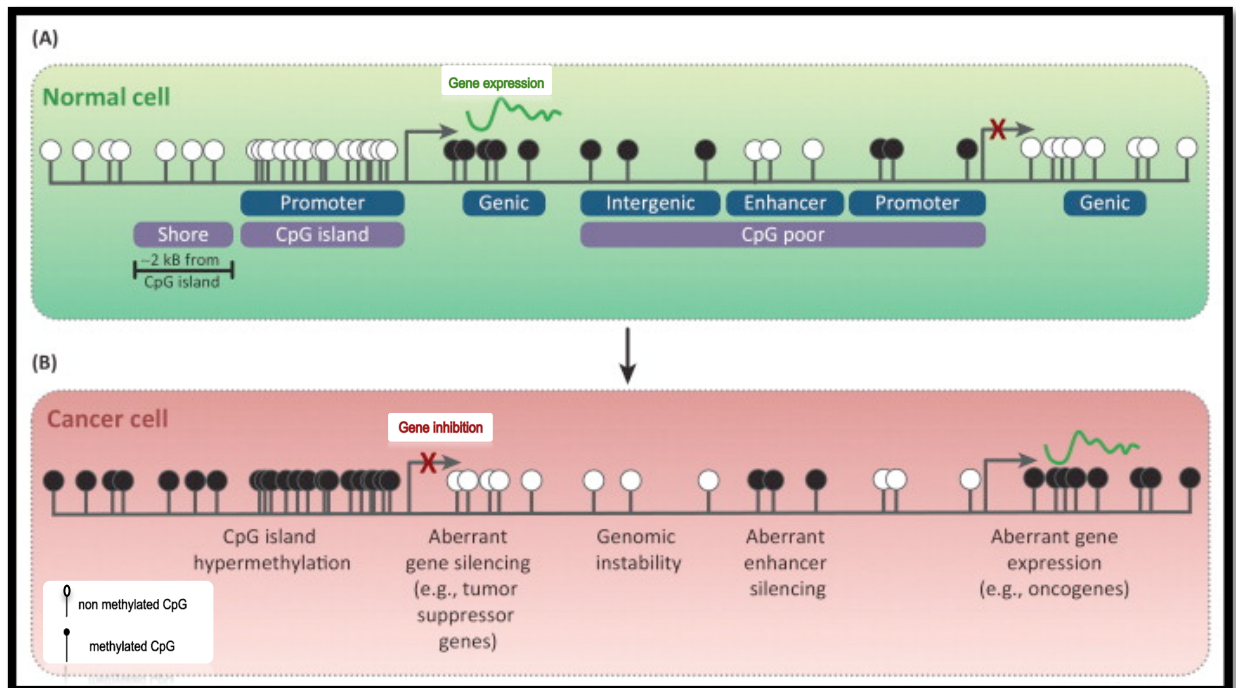 (A)
Normal cell
Gene expression
Promoter
Genic
Intergenic
Enhancer
Promoter
Genic
Shore
CpG island
CpG poor
~2 kB from
CpG island
(B)
Cancer cell
Gene inhibition
X
X
CpG island
hypermethylation
Aberrant
gene silencing
(e.g., tumor
suppressor
genes)
Genomic
instability
Aberrant
enhancer
silencing
Aberrant gene
expression
(e.g., oncogenes)
non methylated CpG
methylated CpG